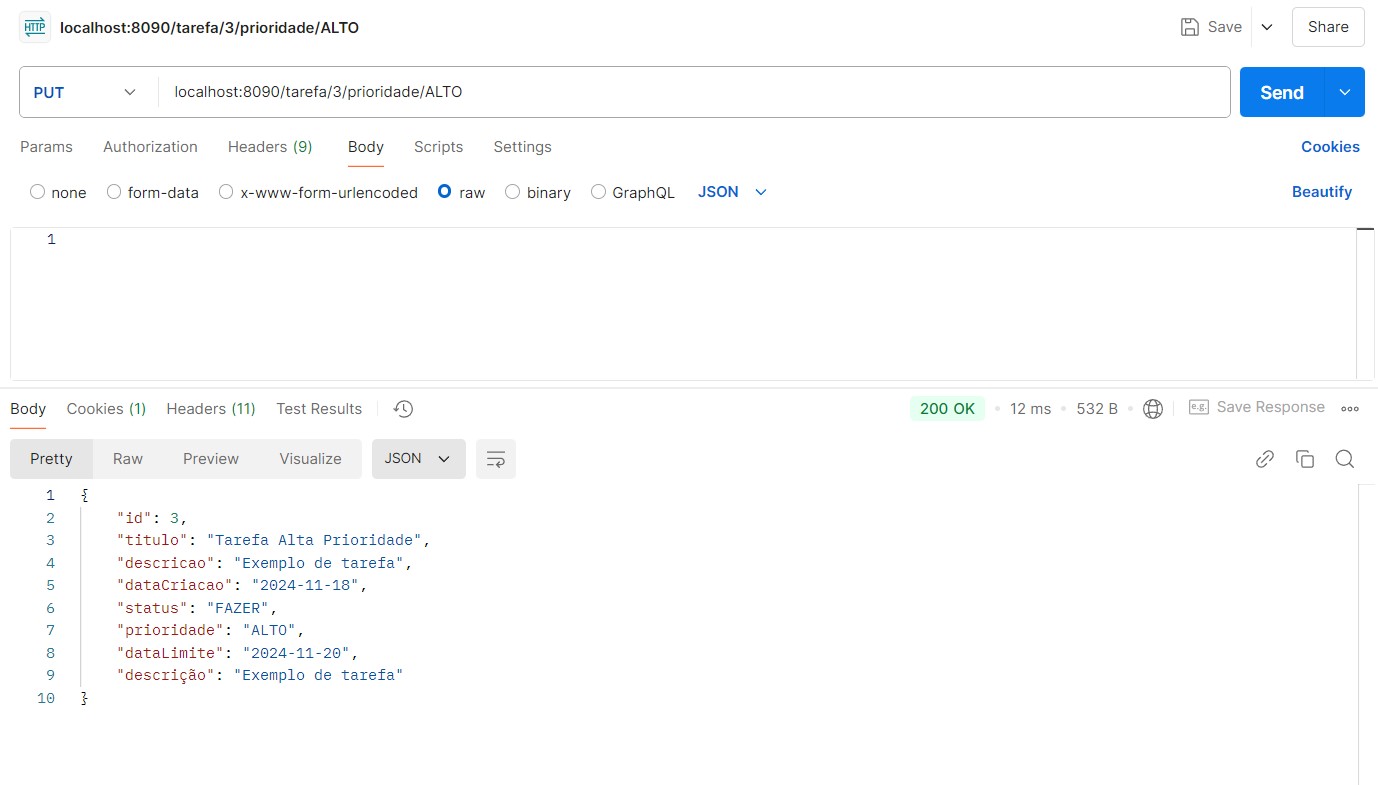 HTTP localhost:8090/tarefa/3/prioridade/ALTO Save Share
PUT localhost:8090/tarefa/3/prioridade/ALTO Send
Params Authorization Headers (9) Body Scripts Settings Cookies
none form-data x-www-form-urlencoded raw binary GraphQL JSON Beautify
1
Body Cookies (1) Headers (11) Test Results 200 OK 12 ms 532 B e.g. Save Response
Pretty Raw Preview Visualize JSON
1 {
2 "id": 3,
3 "titulo": "Tarefa Alta Prioridade",
4 "descricao": "Exemplo de tarefa",
5 "dataCriacao": "2024-11-18",
6 "status": "FAZER",
7 "prioridade": "ALTO",
8 "dataLimite": "2024-11-20",
9 "descrição": "Exemplo de tarefa"
10 }